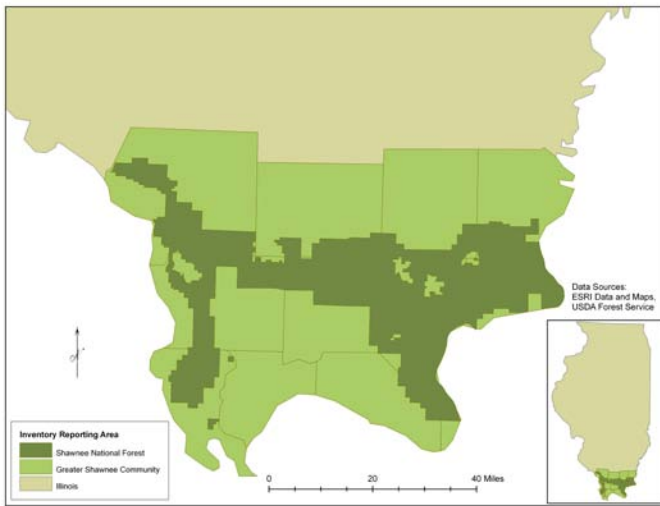 Data Sources:
ESRI Data and Maps,
USDA Forest Service
Inventory Reporting Area
Shawnee National Forest
Greater Shawnee Community
Illinois
0 20 40 Miles